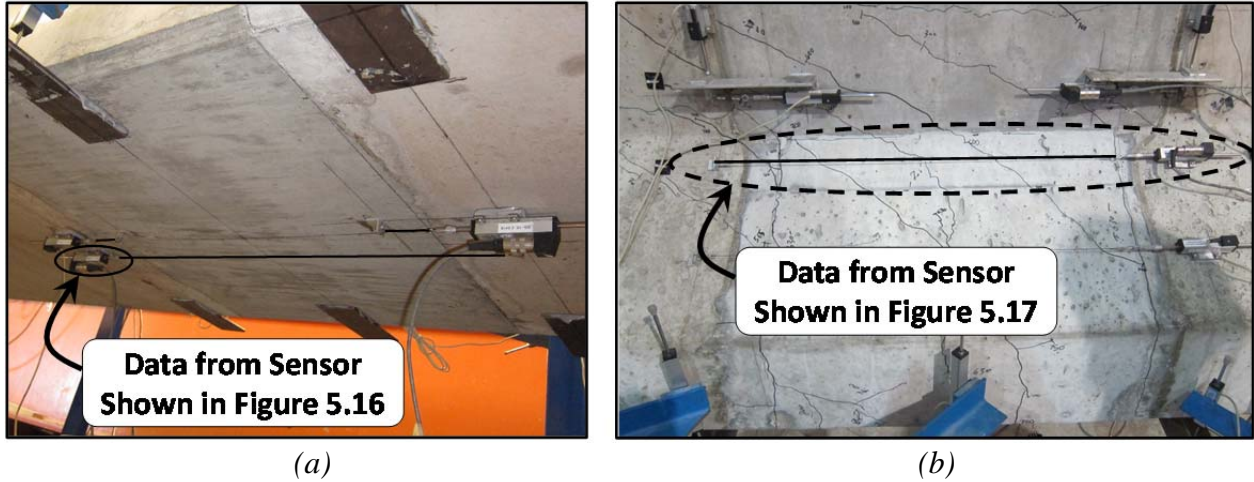 Data from Sensor
Shown in Figure 5.16
Data from Sensor
Shown in Figure 5.17
(a)
(b)